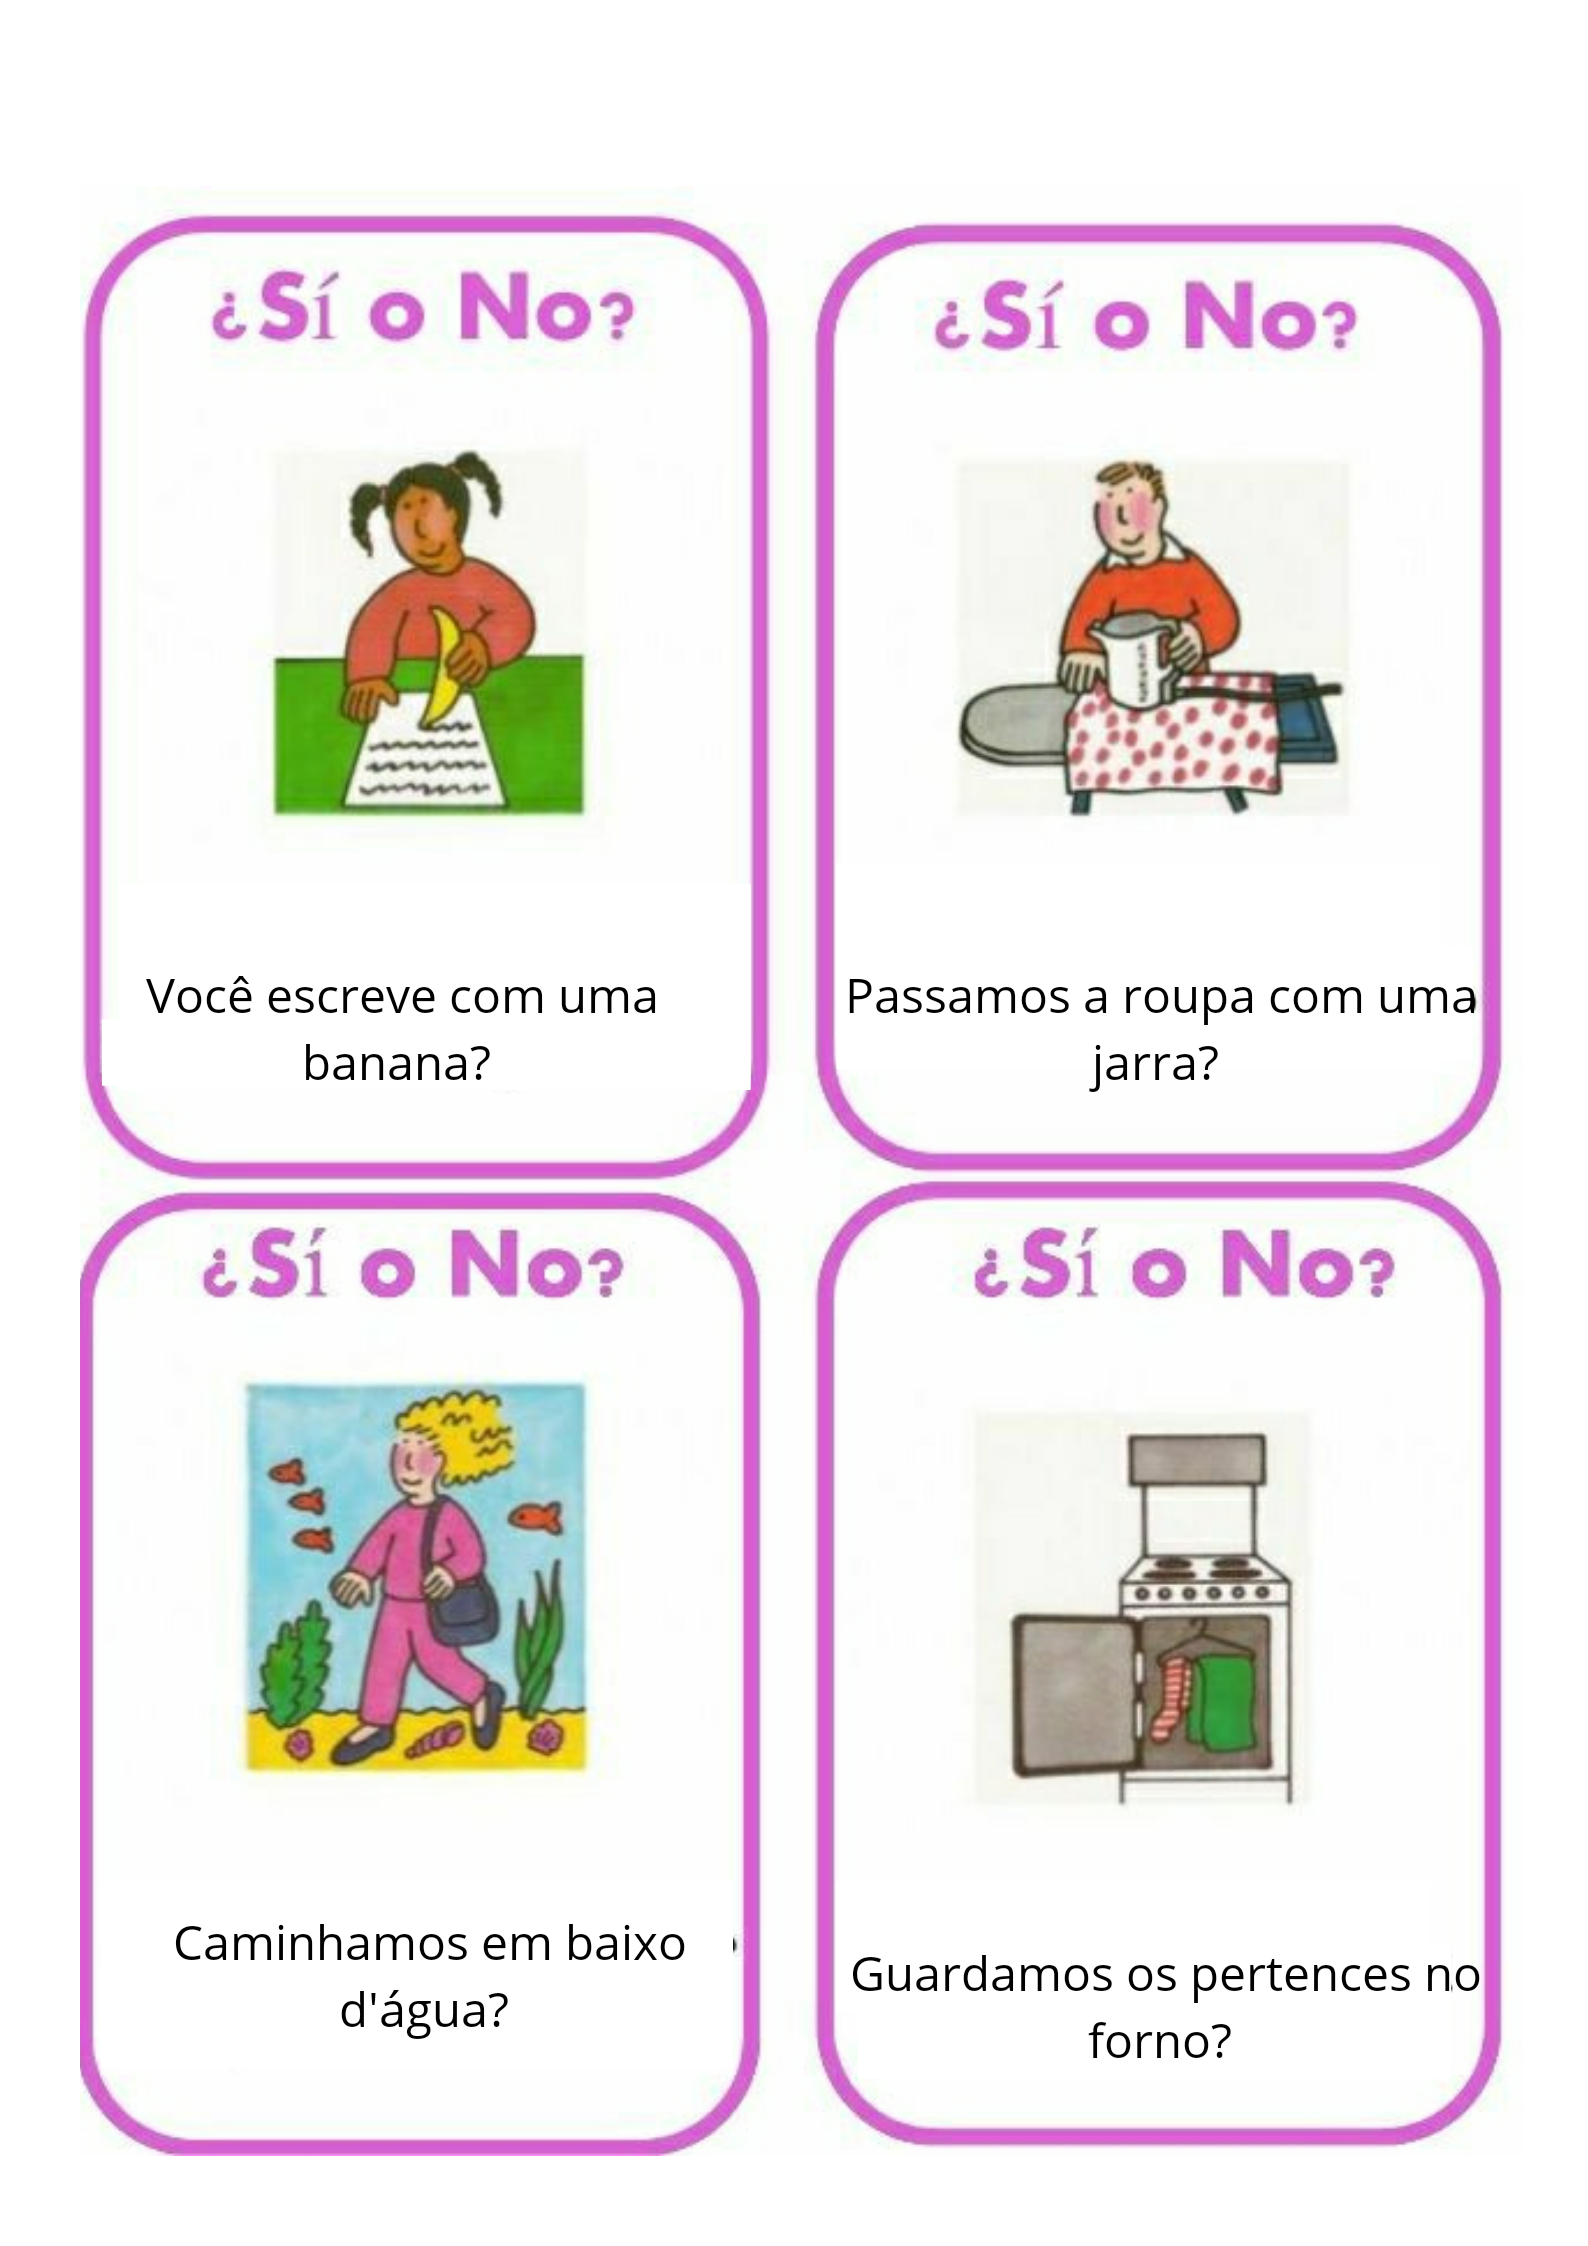 ¿Sí o No?
Você escreve com uma
banana?
¿Sí o No?
Passamos a roupa com uma
jarra?
¿Sí o No?
Caminhamos em baixo
d'água?
¿Sí o No?
Guardamos os pertences no
forno?